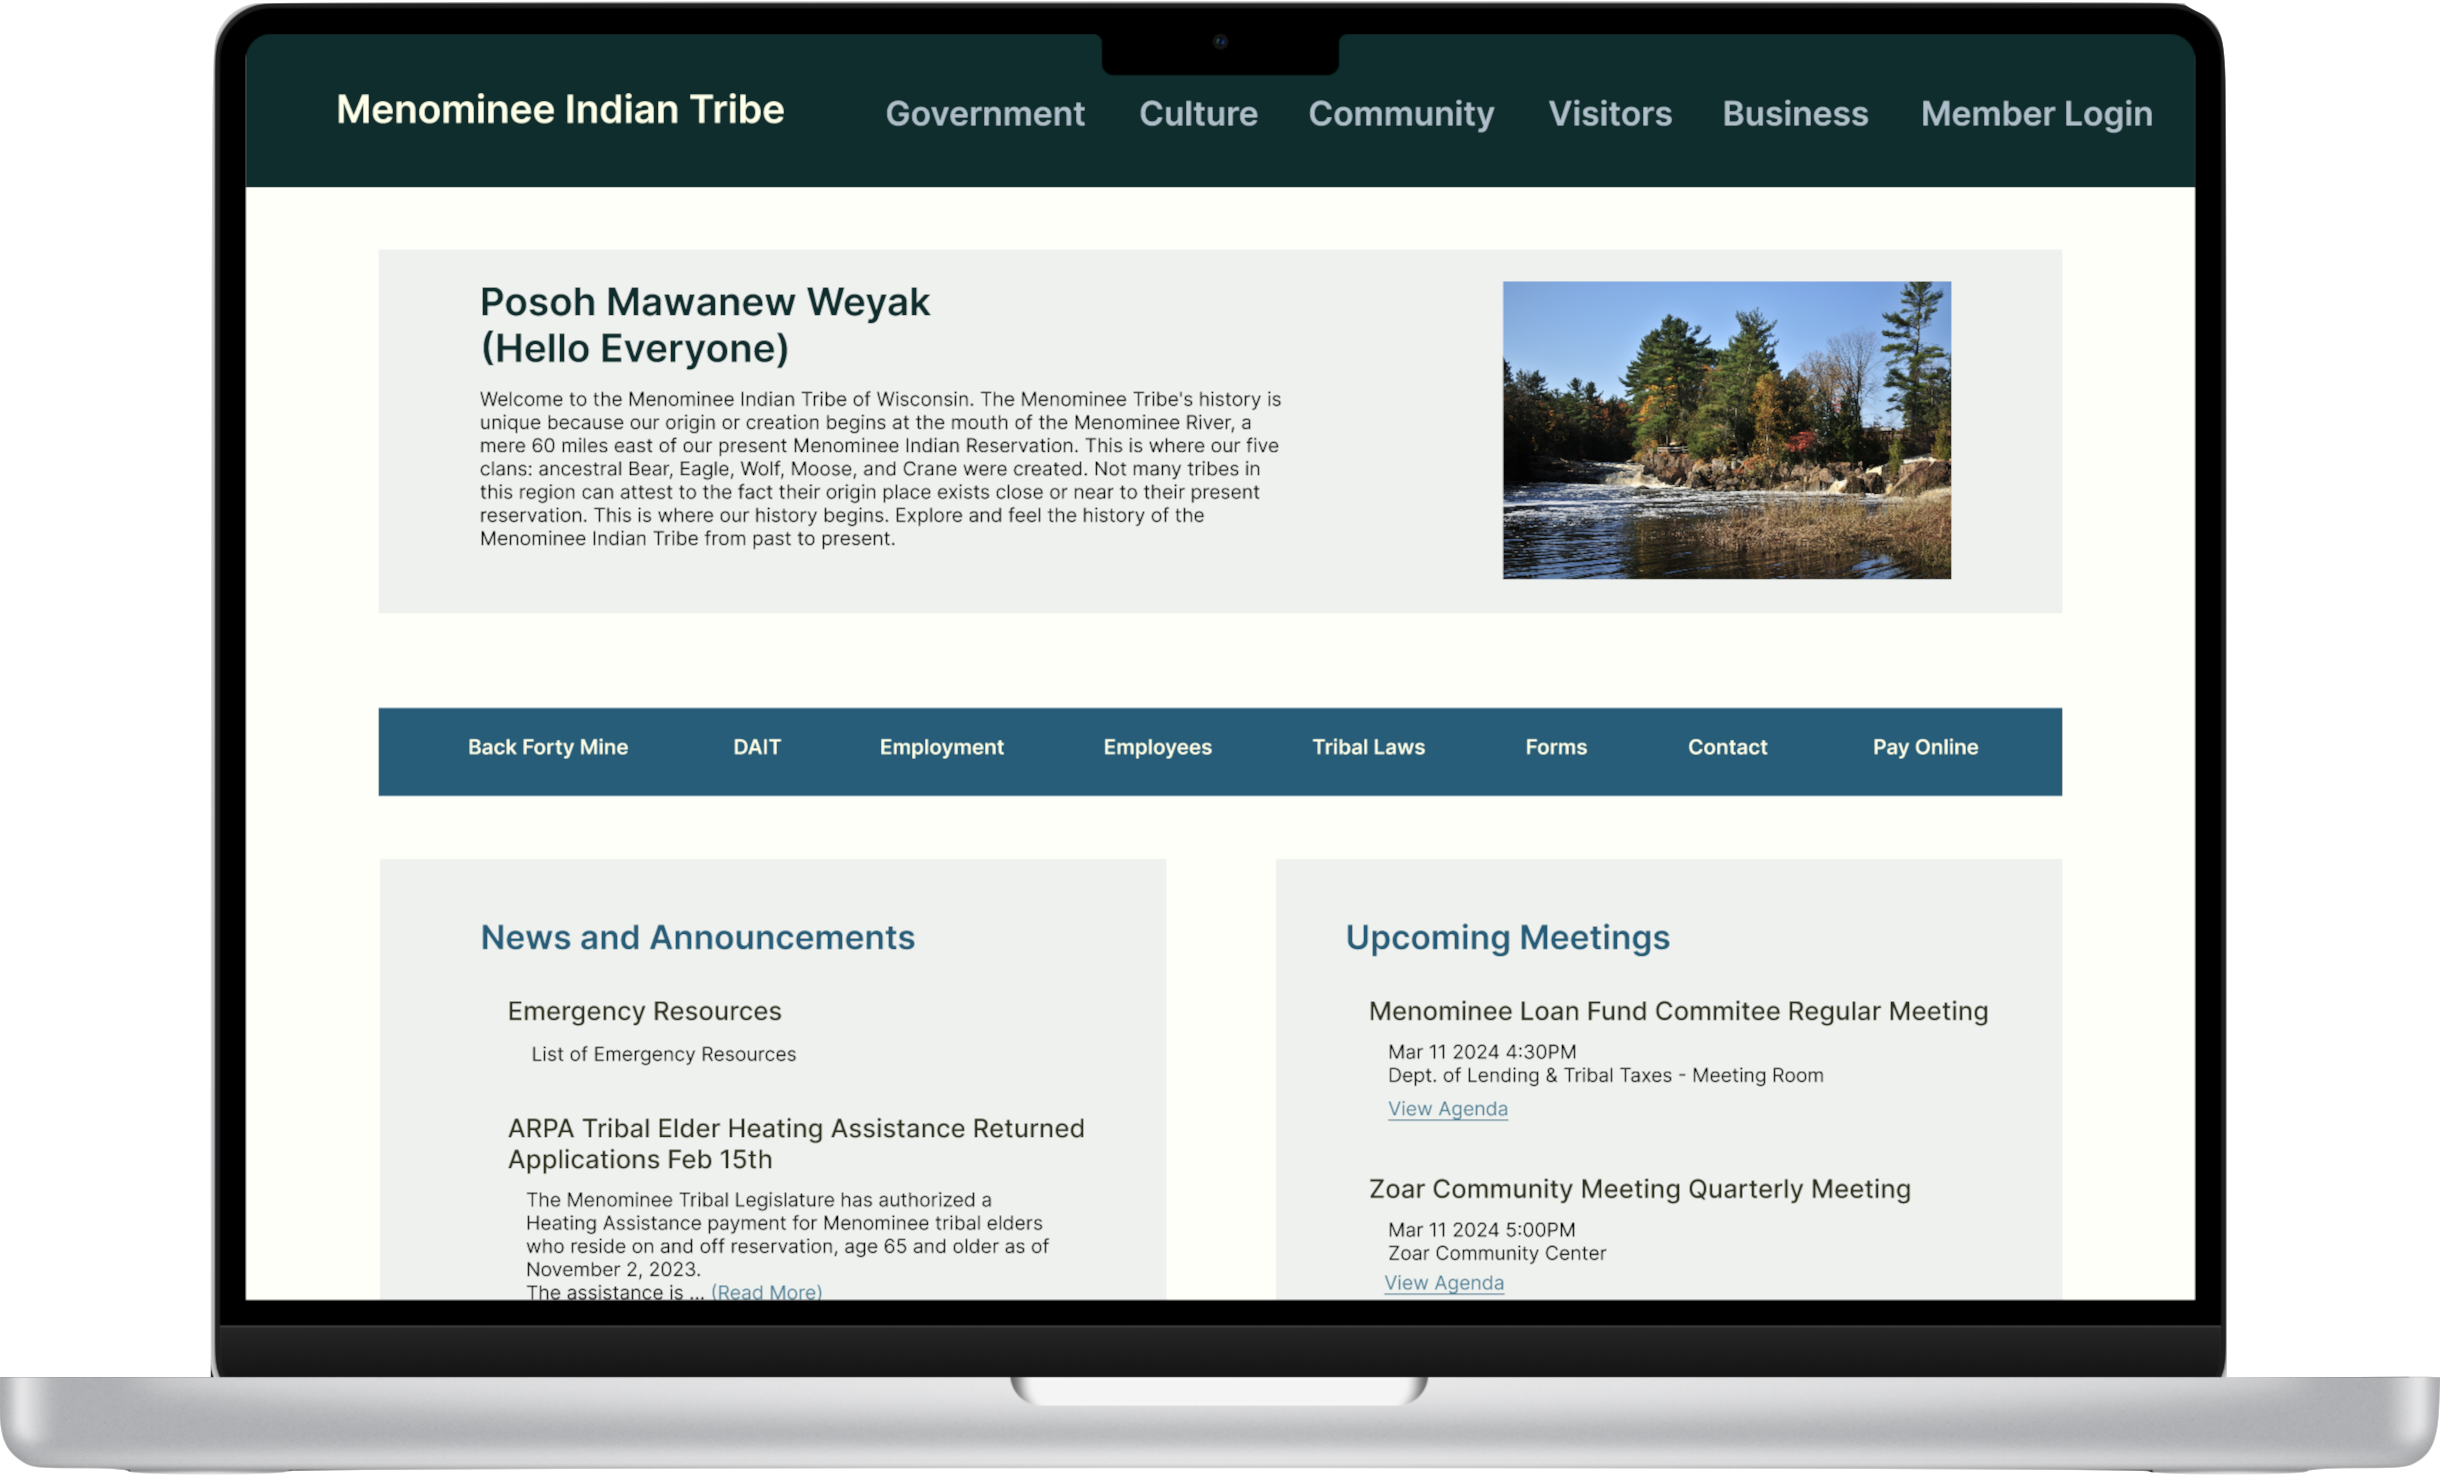 Menominee Indian Tribe
Government
Culture
Community
Visitors
Business
Member Login
Posoh Mawanew Weyak
(Hello Everyone)
Welcome to the Menominee Indian Tribe of Wisconsin. The Menominee Tribe's history is
unique because our origin or creation begins at the mouth of the Menominee River, a
mere 60 miles east of our present Menominee Indian Reservation. This is where our five
clans: ancestral Bear, Eagle, Wolf, Moose, and Crane were created. Not many tribes in
this region can attest to the fact their origin place exists close or near to their present
reservation. This is where our history begins. Explore and feel the history of the
Menominee Indian Tribe from past to present.
Back Forty Mine
DAIT
Employment
Employees
Tribal Laws
Forms
Contact
Pay Online
News and Announcements
Emergency Resources
List of Emergency Resources
ARPA Tribal Elder Heating Assistance Returned
Applications Feb 15th
The Menominee Tribal Legislature has authorized a
Heating Assistance payment for Menominee tribal elders
who reside on and off reservation, age 65 and older as of
November 2, 2023.
The assistance is ... (Read More)
Upcoming Meetings
Menominee Loan Fund Commitee Regular Meeting
Mar 11 2024 4:30PM
Dept. of Lending & Tribal Taxes - Meeting Room
View Agenda
Zoar Community Meeting Quarterly Meeting
Mar 11 2024 5:00PM
Zoar Community Center
View Agenda